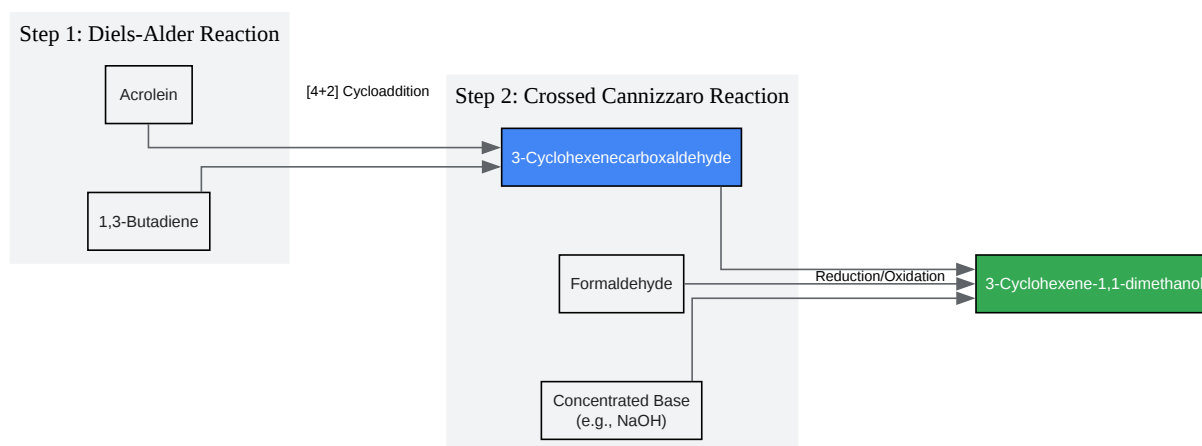 Step 1: Diels-Alder Reaction
Acrolein
1,3-Butadiene
[4+2] Cycloaddition
Step 2: Crossed Cannizzaro Reaction
3-Cyclohexenecarboxaldehyde
Formaldehyde
Concentrated Base
(e.g., NaOH)
Reduction/Oxidation
3-Cyclohexene-1,1-dimethanol